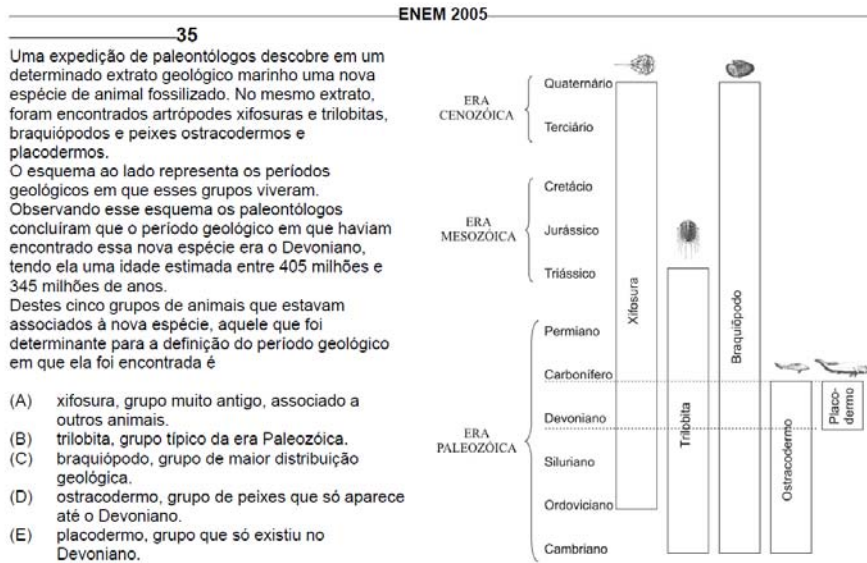 ENEM 2005
35
Uma expedição de paleontólogos descobre em um
determinado extrato geológico marinho uma nova
espécie de animal fossilizado. No mesmo extrato,
foram encontrados artrópodes xifosuras e trilobitas,
braquiópodos e peixes ostracodermos e
placodermos.
O esquema ao lado representa os períodos
geológicos em que esses grupos viveram.
Observando esse esquema os paleontólogos
concluíram que o período geológico em que haviam
encontrado essa nova espécie era o Devoniano,
tendo ela uma idade estimada entre 405 milhões e
345 milhões de anos.
Destes cinco grupos de animais que estavam
associados à nova espécie, aquele que foi
determinante para a definição do período geológico
em que ela foi encontrada é
(A) xifosura, grupo muito antigo, associado a
outros animais.
(B) trilobita, grupo típico da era Paleozóica.
(C) braquiópodo, grupo de maior distribuição
geológica.
(D) ostracodermo, grupo de peixes que só aparece
até o Devoniano.
(E) placodermo, grupo que só existiu no
Devoniano.
ERA
CENOZÓICA
Quaternário
Terciário
ERA
MESOZÓICA
Cretácio
Jurássico
Triássico
ERA
PALEOZÓICA
Permiano
Carbonífero
Devoniano
Siluriano
Ordoviciano
Cambriano
Xifosura
Trilobita
Braquiópodo
Ostracodermo
Placo-
dermo